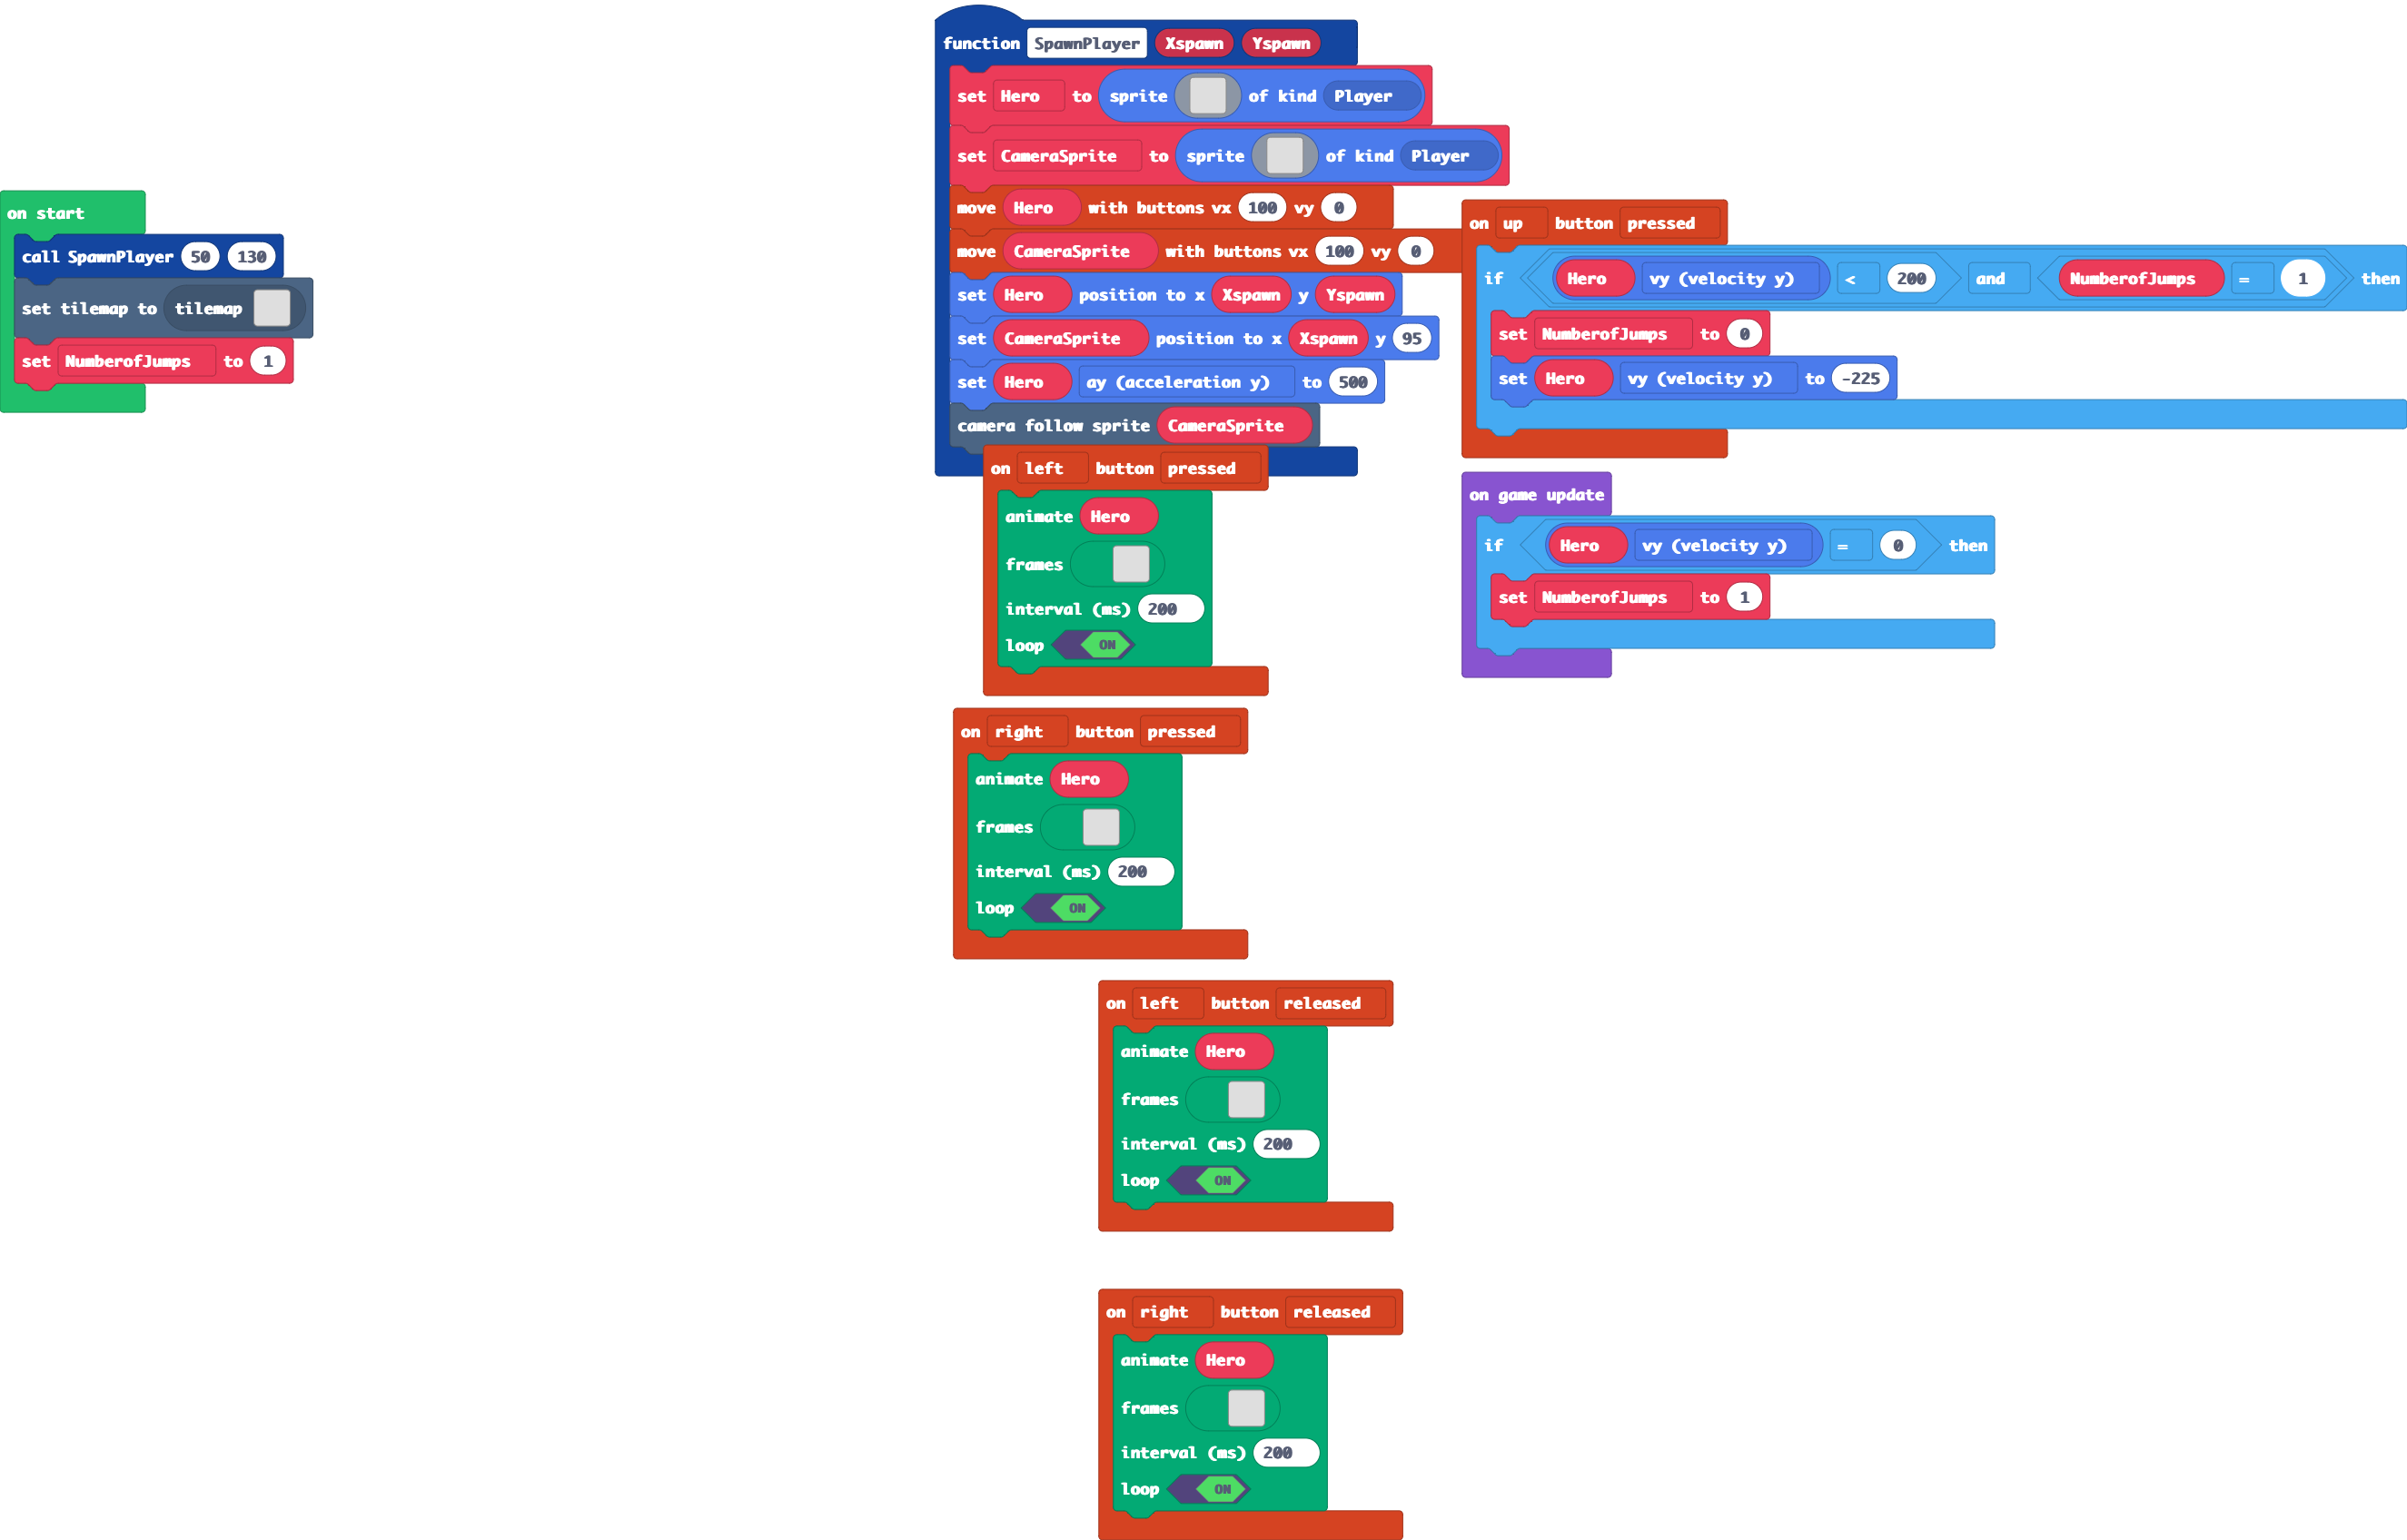 on start
call SpawnPlayer 50 130
set tilemap to tilemap
set NumberofJumps to 1
function SpawnPlayer Xspawn Yspawn
set Hero to sprite of kind Player
set CameraSprite to sprite of kind Player
move Hero with buttons vx 100 vy 0
move CameraSprite with buttons vx 100 vy 0
set Hero position to x Xspawn y Yspawn
set CameraSprite position to x Xspawn y 95
set Hero ay (acceleration y) to 500
camera follow sprite CameraSprite
on left button pressed
animate Hero
frames
interval (ms) 200
loop ON
on right button pressed
animate Hero
frames
interval (ms) 200
loop ON
on left button released
animate Hero
frames
interval (ms) 200
loop ON
on right button released
animate Hero
frames
interval (ms) 200
loop ON
on up button pressed
if Hero vy (velocity y) < 200 and NumberofJumps = 1 then
set NumberofJumps to 0
set Hero vy (velocity y) to -225
on game update
if Hero vy (velocity y) = 0 then
set NumberofJumps to 1